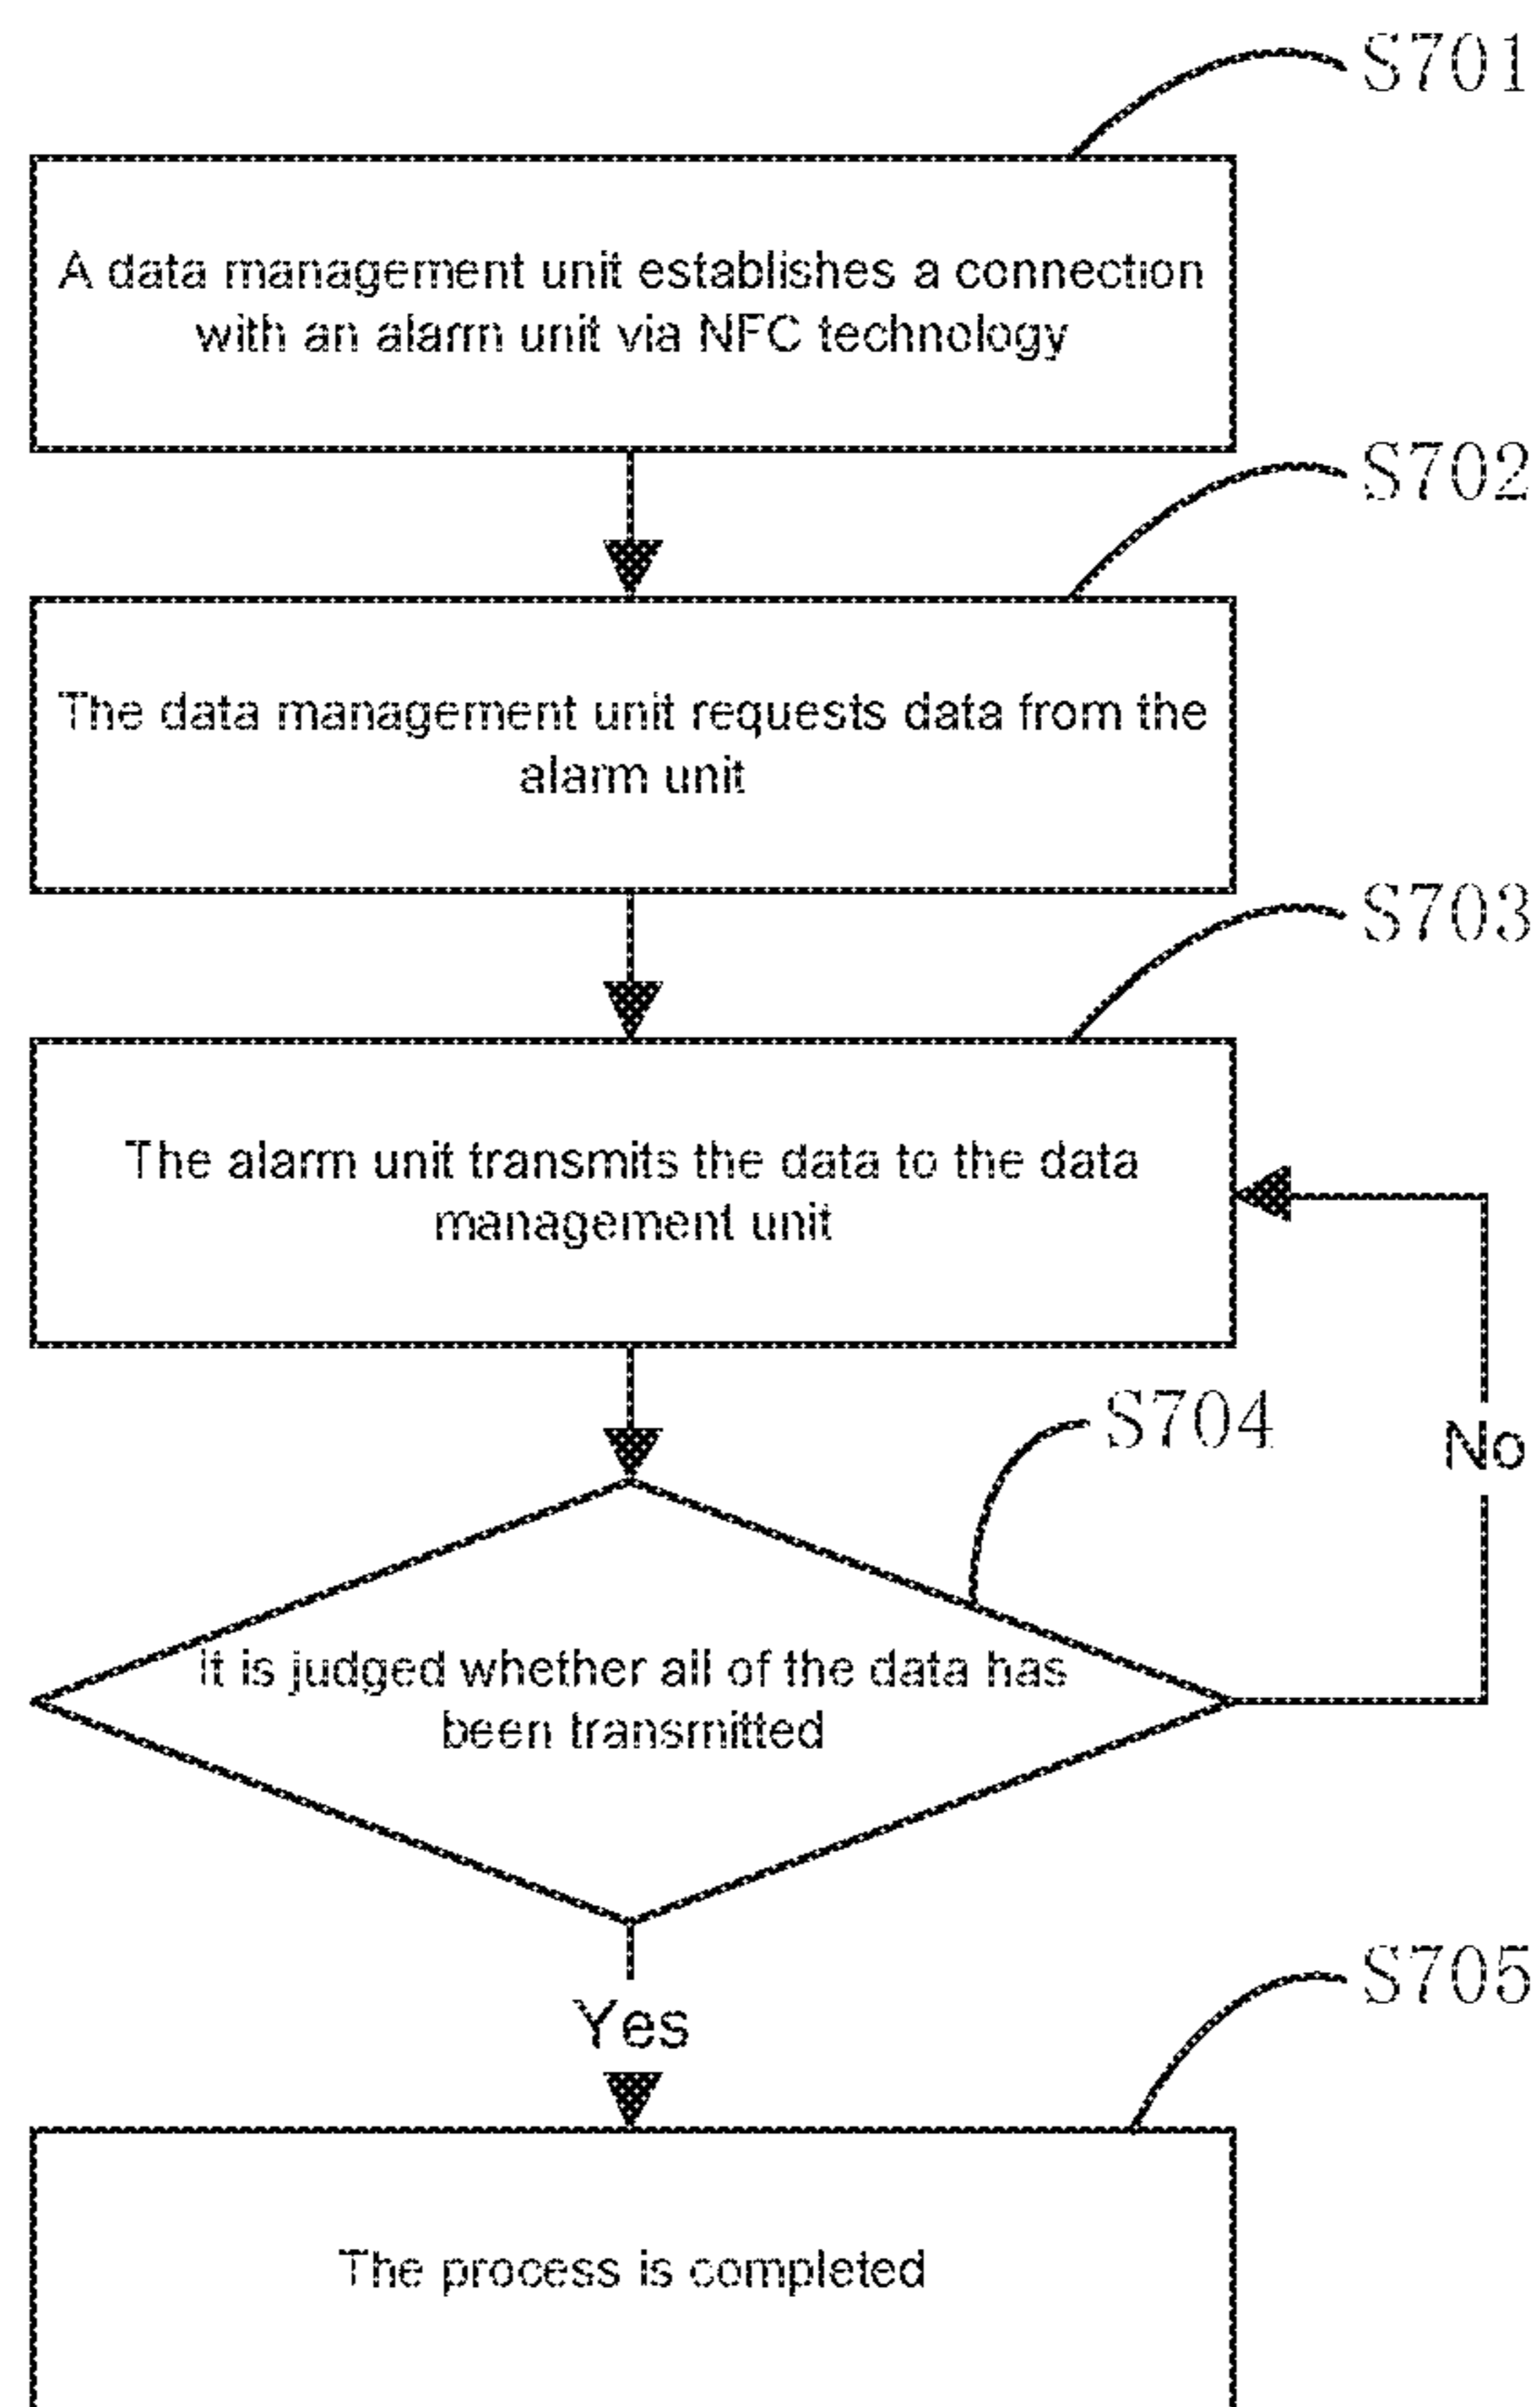 S701
A data management unit establishes a connection
with an alarm unit via NFC technology
S702
The data management unit requests data from the
alarm unit
S703
The alarm unit transmits the data to the data
management unit
S704
No
It is judged whether all of the data has
been transmitted
Yes
S705
The process is completed